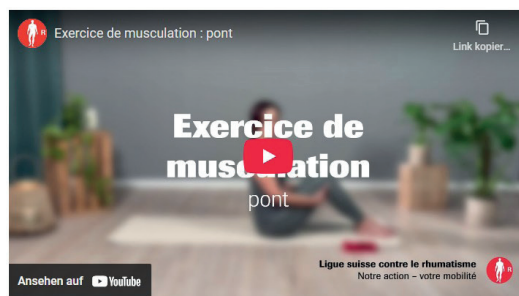 R
Exercice de musculation : pont
Link kopier...
Exercice de
musculation
pont
Ligue suisse contre le rhumatisme
Notre action – votre mobilité
R
Ansehen auf YouTube